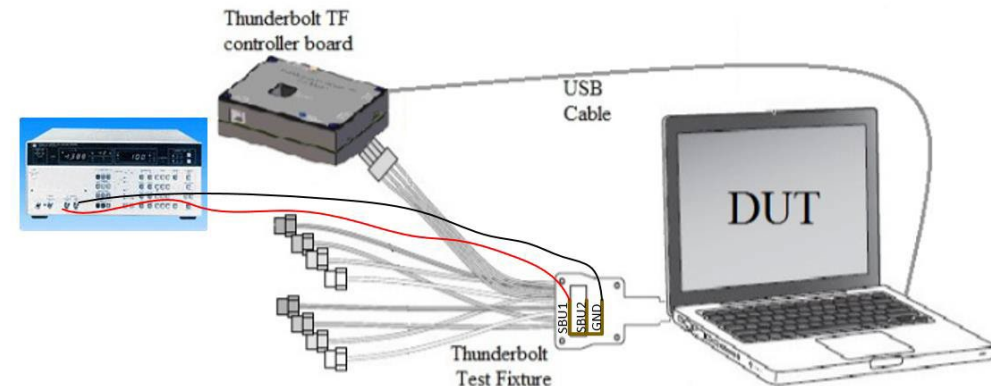 Thunderbolt TF
controller board
USB
Cable
DUT
SBU1
SBU2
GND
Thunderbolt
Test Fixture